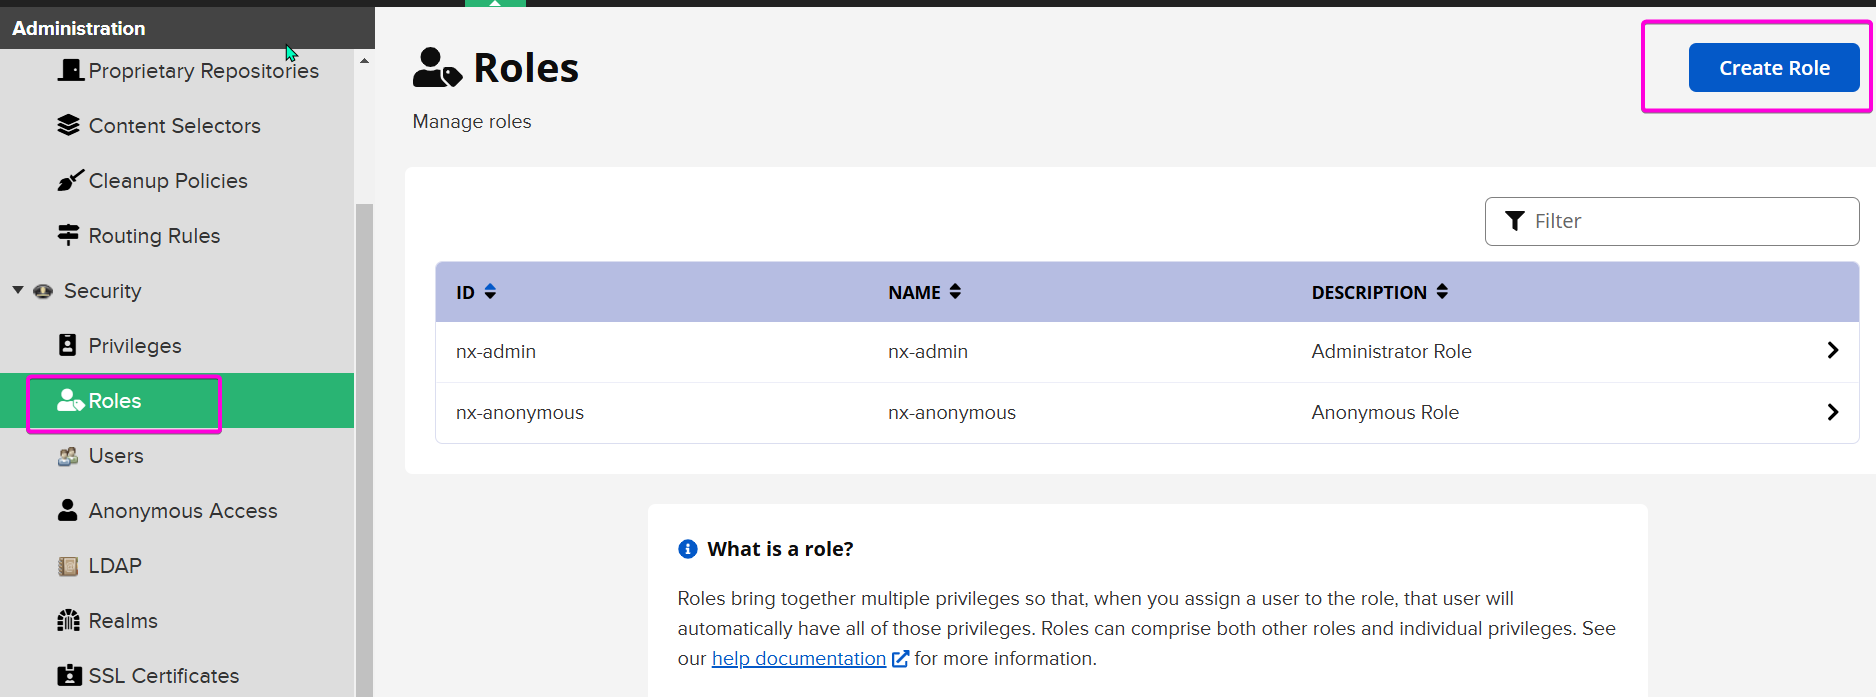 Administration
Proprietary Repositories
Content Selectors
Cleanup Policies
Routing Rules
Security
Privileges
Roles
Users
Anonymous Access
LDAP
Realms
SSL Certificates
Roles
Create Role
Manage roles
Filter
ID NAME DESCRIPTION
nx-admin nx-admin Administrator Role
nx-anonymous nx-anonymous Anonymous Role
What is a role?
Roles bring together multiple privileges so that, when you assign a user to the role, that user will
automatically have all of those privileges. Roles can comprise both other roles and individual privileges. See
our help documentation for more information.